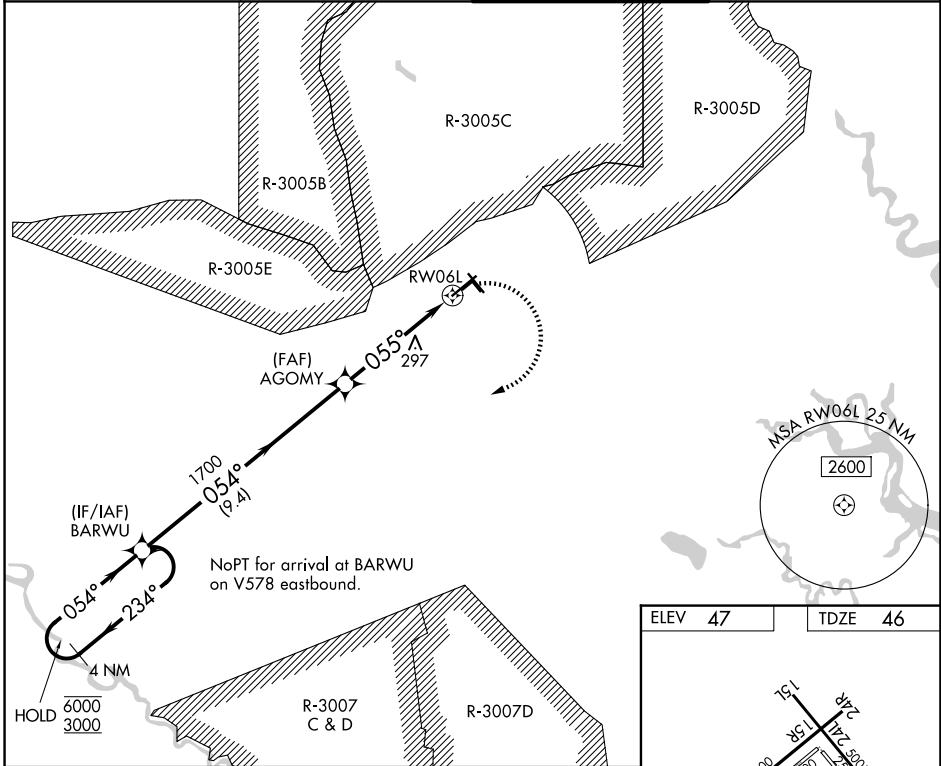 R-3005C
R-3005D
R-3005B
R-3005E
RW06L
055°
297
(FAF)
AGOMY
1700
054°
(9.4)
MSA RW06L 25 NM
2600
(IF/IAF)
BARWU
NoPT for arrival at BARWU
on V578 eastbound.
054°
234°
4 NM
HOLD
6000
3000
R-3007
C & D
R-3007D
ELEV 47
TDZE 46
15L
24R
15R
24L